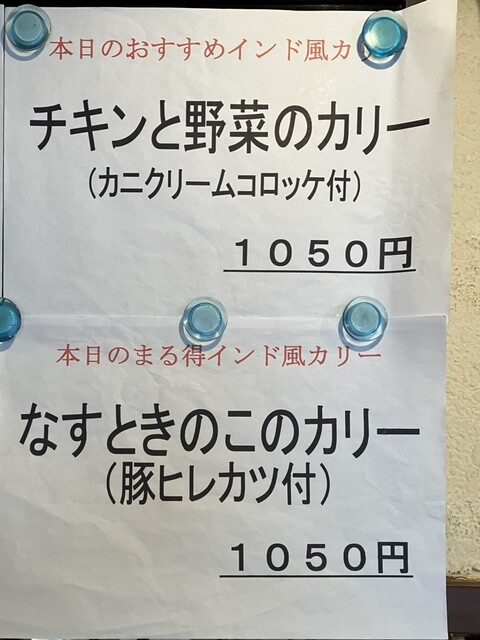 本日のおすすめインド風カリー
チキンと野菜のカリー
（カニクリームコロッケ付）
１０５０円
本日のまる得インド風カリー
なすときのこのカリー
（豚ヒレカツ付）
１０５０円